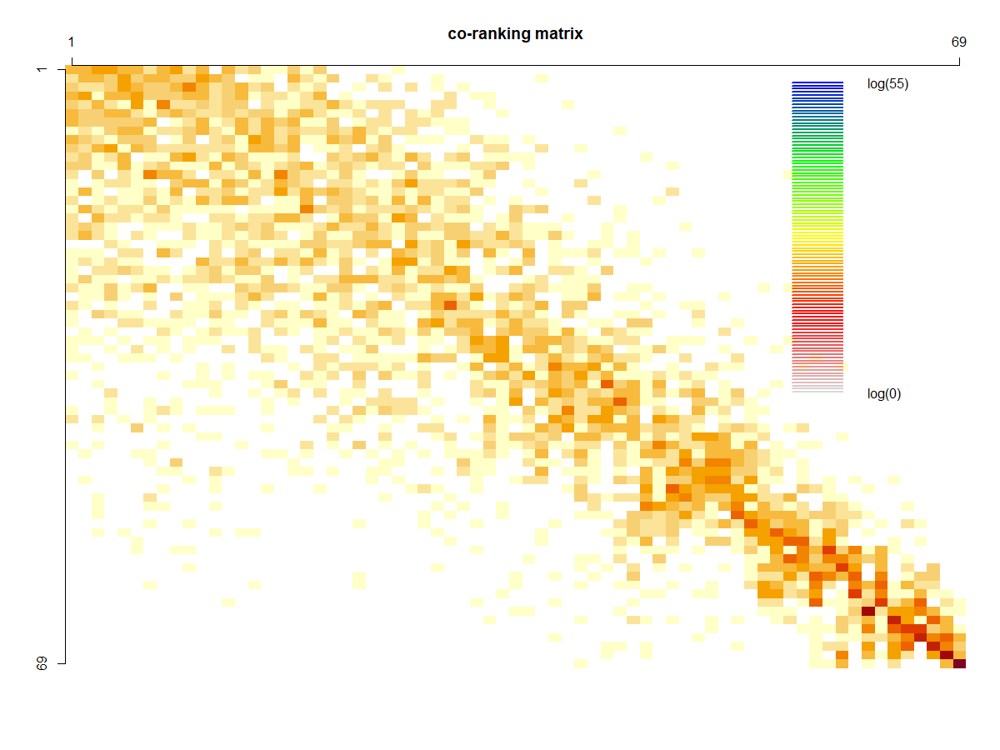 co-ranking matrix
1
69
1
log(55)
log(0)
69